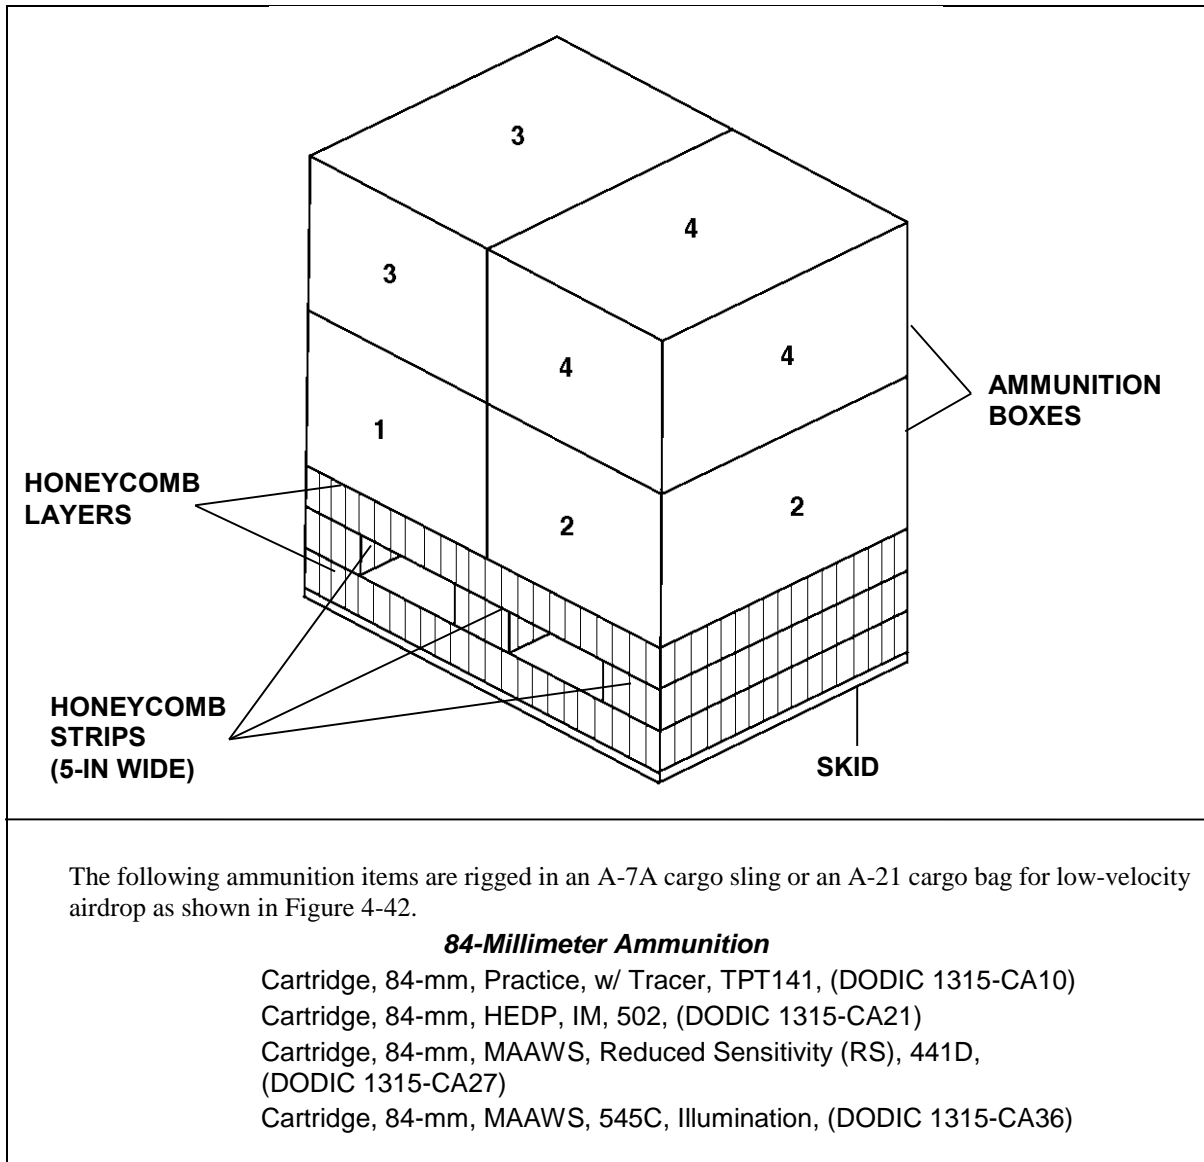 3
4
3
4
4
AMMUNITION
BOXES
1
HONEYCOMB
LAYERS
2
2
HONEYCOMB
STRIPS
(5-IN WIDE)
SKID
The following ammunition items are rigged in an A-7A cargo sling or an A-21 cargo bag for low-velocity
airdrop as shown in Figure 4-42.
84-Millimeter Ammunition
Cartridge, 84-mm, Practice, w/ Tracer, TPT141, (DODIC 1315-CA10)
Cartridge, 84-mm, HEDP, IM, 502, (DODIC 1315-CA21)
Cartridge, 84-mm, MAAWS, Reduced Sensitivity (RS), 441D,
(DODIC 1315-CA27)
Cartridge, 84-mm, MAAWS, 545C, Illumination, (DODIC 1315-CA36)